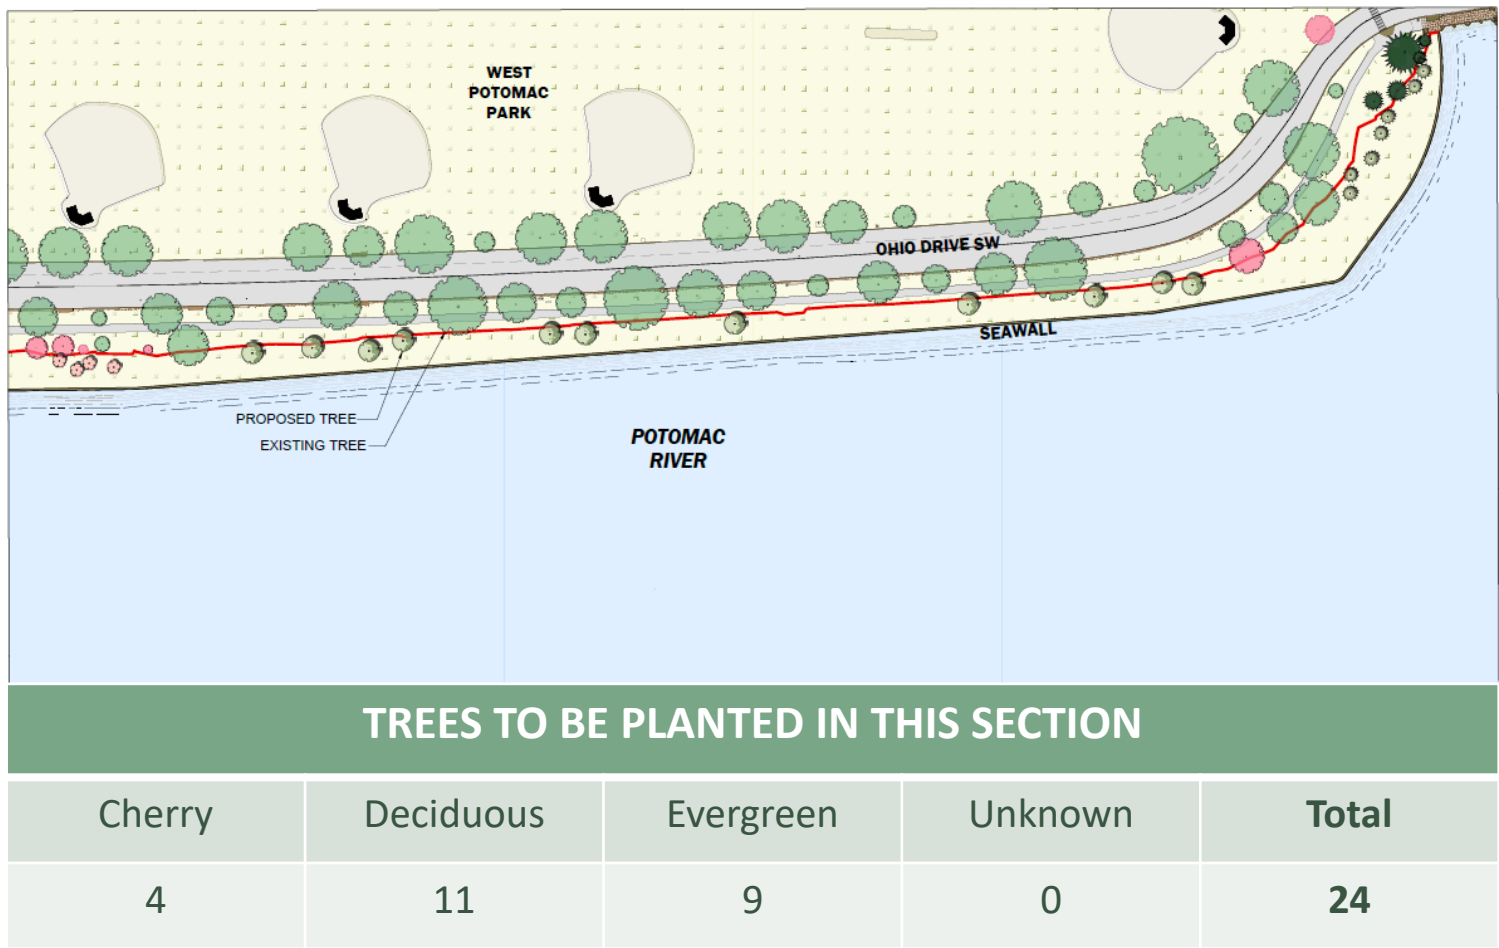 WEST
POTOMAC
PARK
OHIO DRIVE SW
SEAWALL
PROPOSED TREE
EXISTING TREE
POTOMAC
RIVER
TREES TO BE PLANTED IN THIS SECTION
Cherry Deciduous Evergreen Unknown Total
4 11 9 0 24